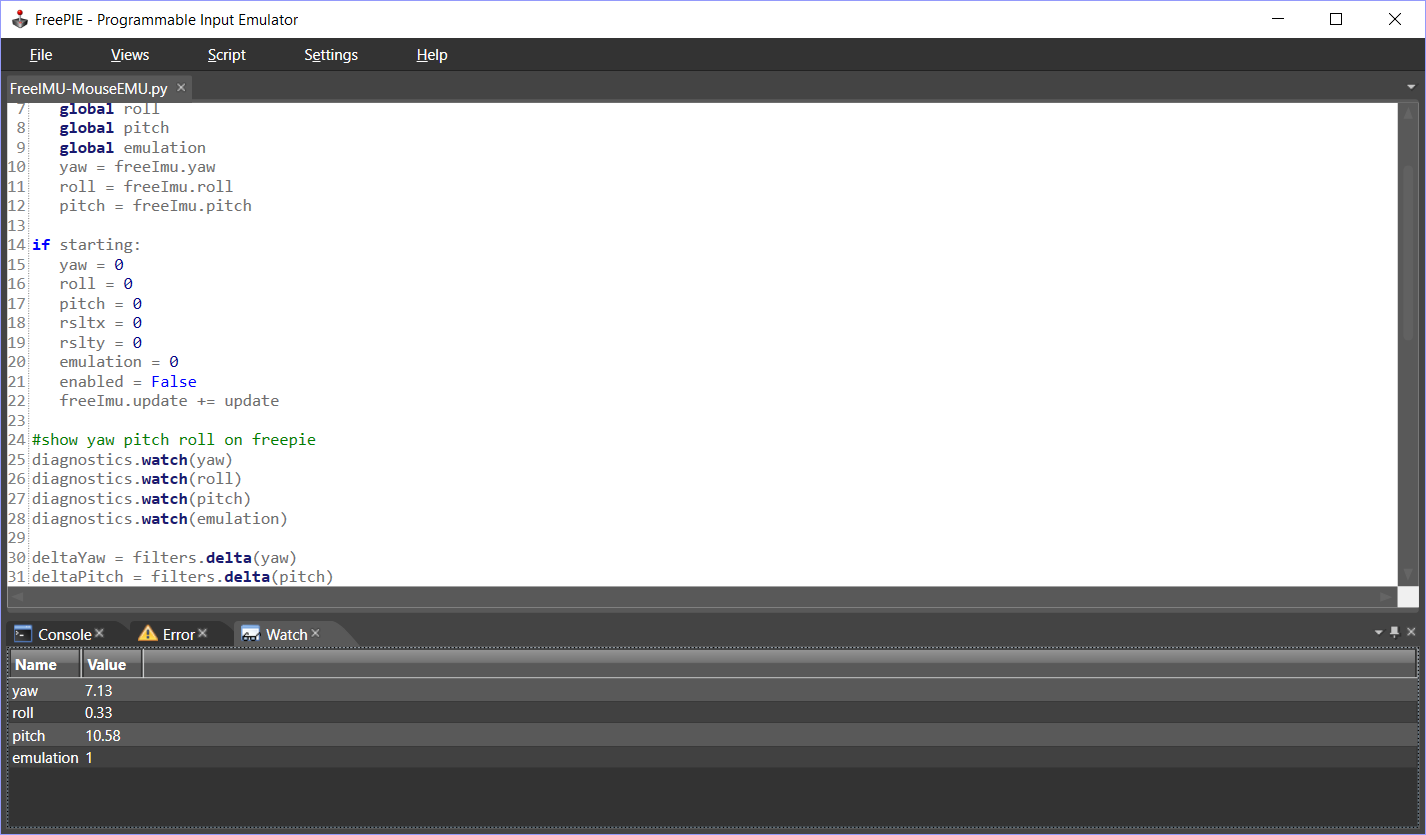 FreePIE - Programmable Input Emulator
File Views Script Settings Help
FreeIMU-MouseEMU.py
7 global roll
8 global pitch
9 global emulation
10 yaw = freeImu.yaw
11 roll = freeImu.roll
12 pitch = freeImu.pitch
13
14 if starting:
15 yaw = 0
16 roll = 0
17 pitch = 0
18 rsltx = 0
19 rslty = 0
20 emulation = 0
21 enabled = False
22 freeImu.update += update
23
24 #show yaw pitch roll on freepie
25 diagnostics.watch(yaw)
26 diagnostics.watch(roll)
27 diagnostics.watch(pitch)
28 diagnostics.watch(emulation)
29
30 deltaYaw = filters.delta(yaw)
31 deltaPitch = filters.delta(pitch)
Console Error Watch
Name Value
yaw 7.13
roll 0.33
pitch 10.58
emulation 1